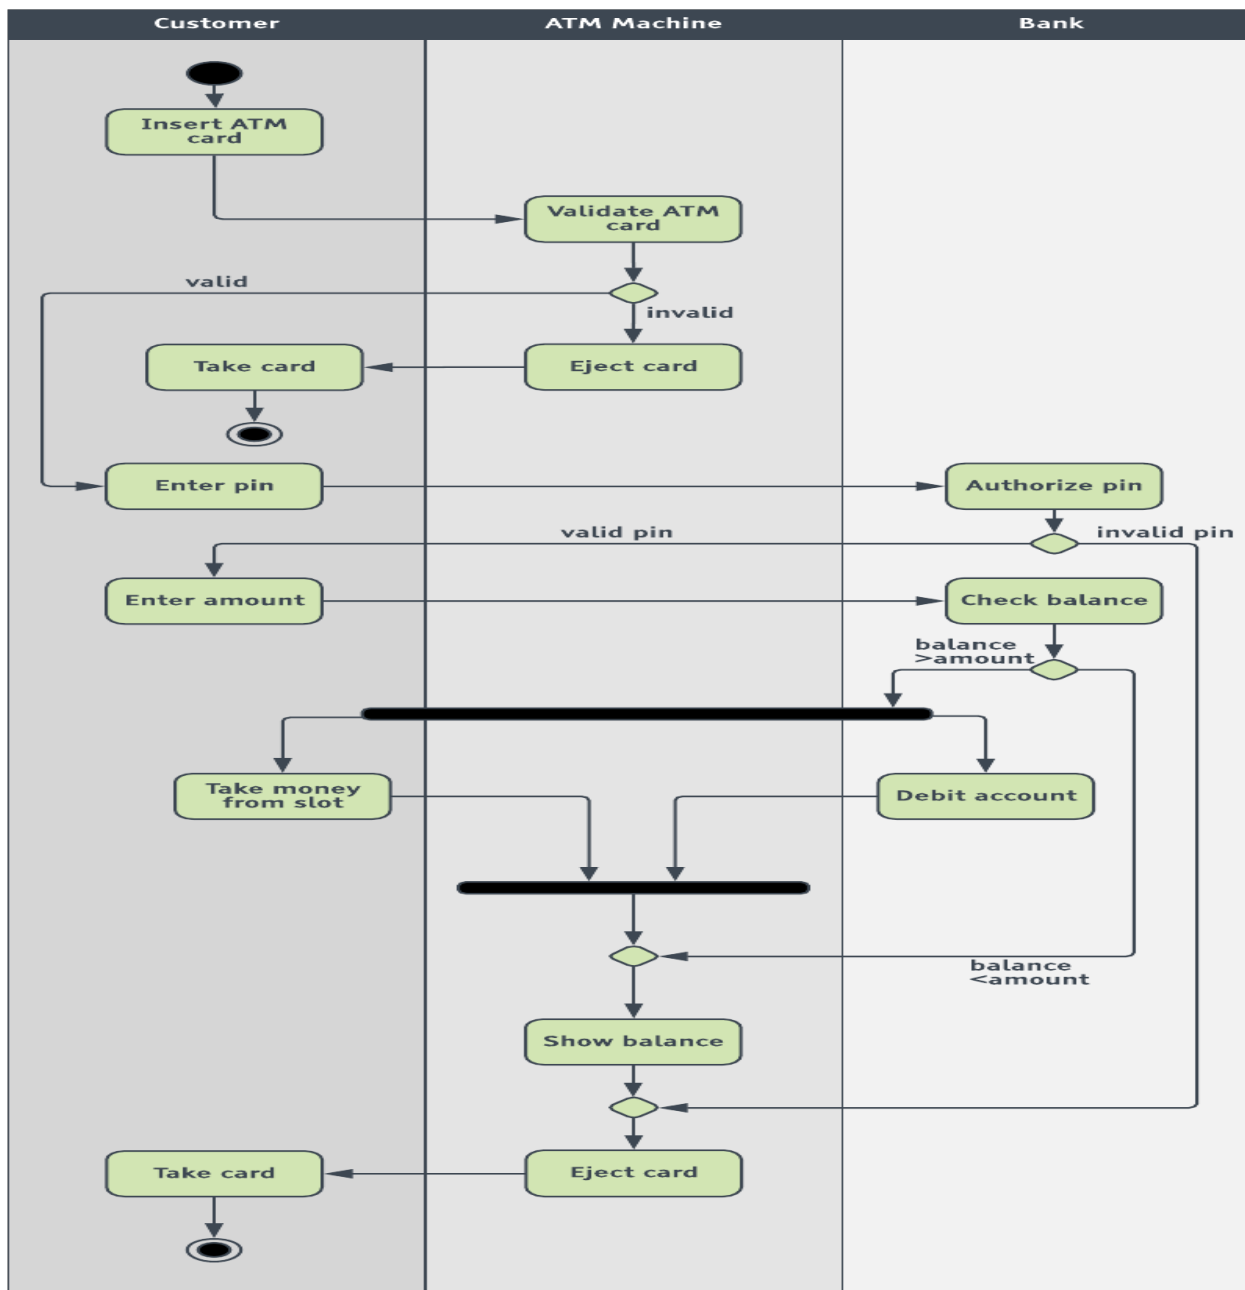 Customer
ATM Machine
Bank
Insert ATM
card
Validate ATM
card
valid
invalid
Take card
Eject card
Enter pin
Authorize pin
valid pin
invalid pin
Enter amount
Check balance
balance
>amount
Take money
from slot
Debit account
balance
<amount
Show balance
Take card
Eject card